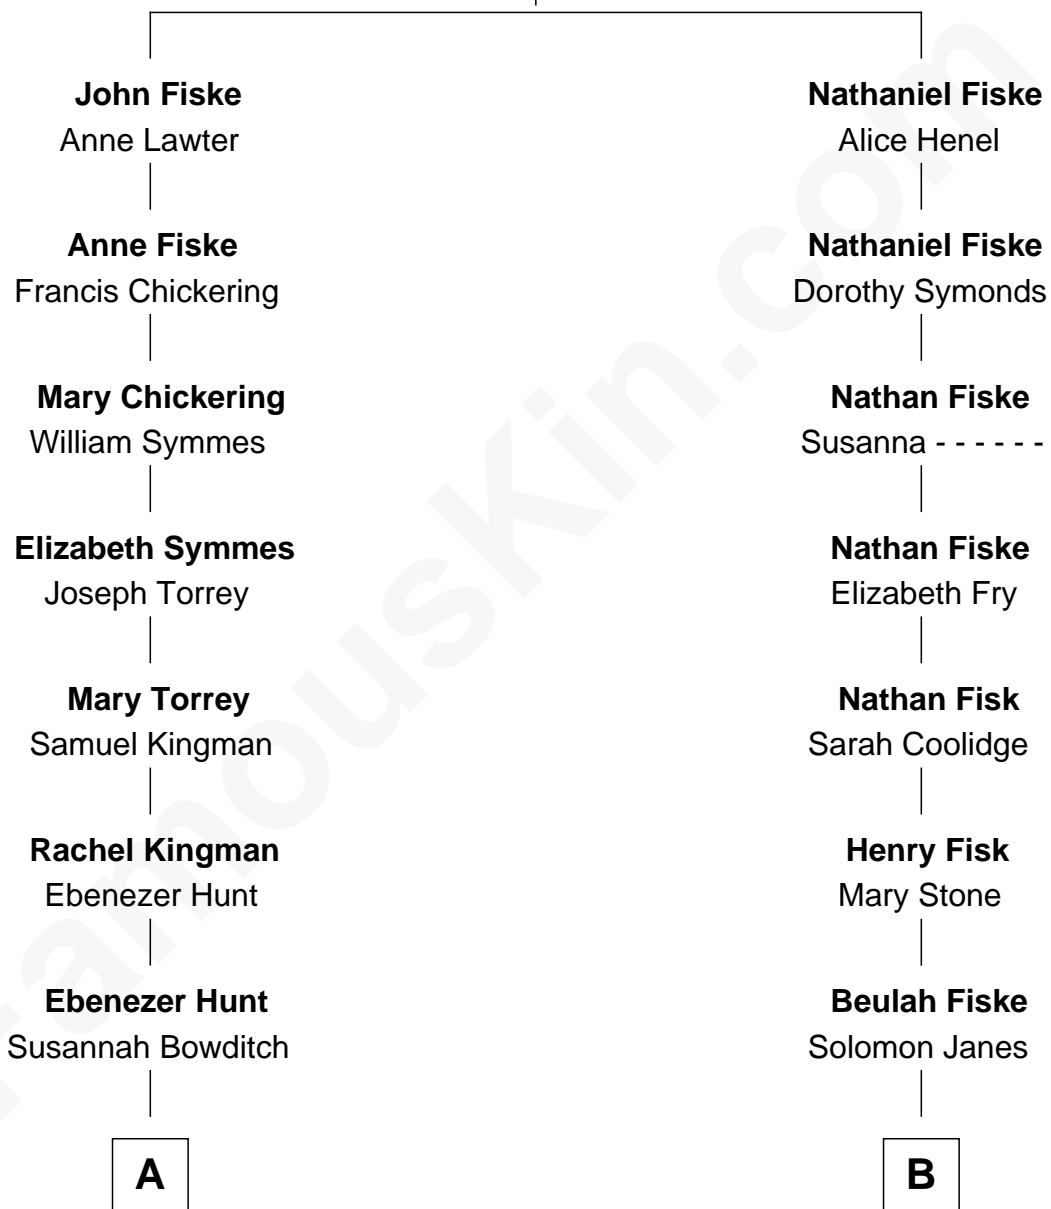 John Fiske
Anne Lawter
Nathaniel Fiske
Alice Henel
Anne Fiske
Francis Chickering
Nathaniel Fiske
Dorothy Symonds
Mary Chickering
William Symmes
Nathan Fiske
Susanna - - - - - -
Elizabeth Symmes
Joseph Torrey
Nathan Fiske
Elizabeth Fry
Mary Torrey
Samuel Kingman
Nathan Fisk
Sarah Coolidge
Rachel Kingman
Ebenezer Hunt
Henry Fisk
Mary Stone
Ebenezer Hunt
Susannah Bowditch
Beulah Fiske
Solomon Janes
A
B
FamousKin.com